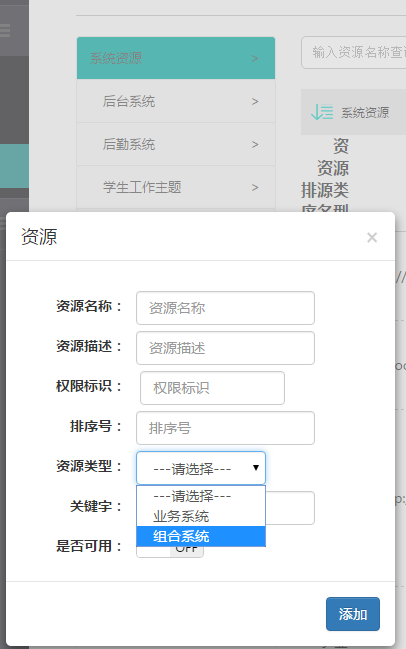 系统资源 >
输入资源名称查
后台系统 >
系统资源
后勤系统 >
资
资源
学生工作主题 >
排源类
序名型
资源 ×
资源名称： 资源名称
资源描述： 资源描述
权限标识： 权限标识
排序号： 排序号
资源类型： ---请选择---
---请选择---
关键字：
业务系统
组合系统
是否可用： OFF
添加